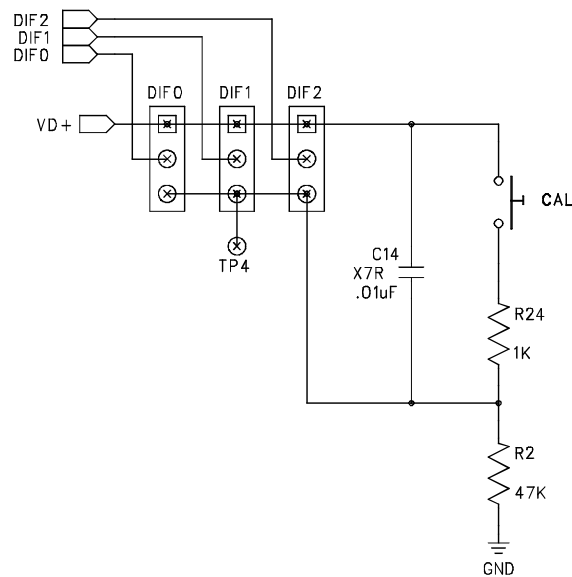 DIF2
DIF1
DIF0
DIF0 DIF1 DIF2
VD+
CAL
TP4
C14
X7R
.01uF
R24
1K
R2
47K
GND